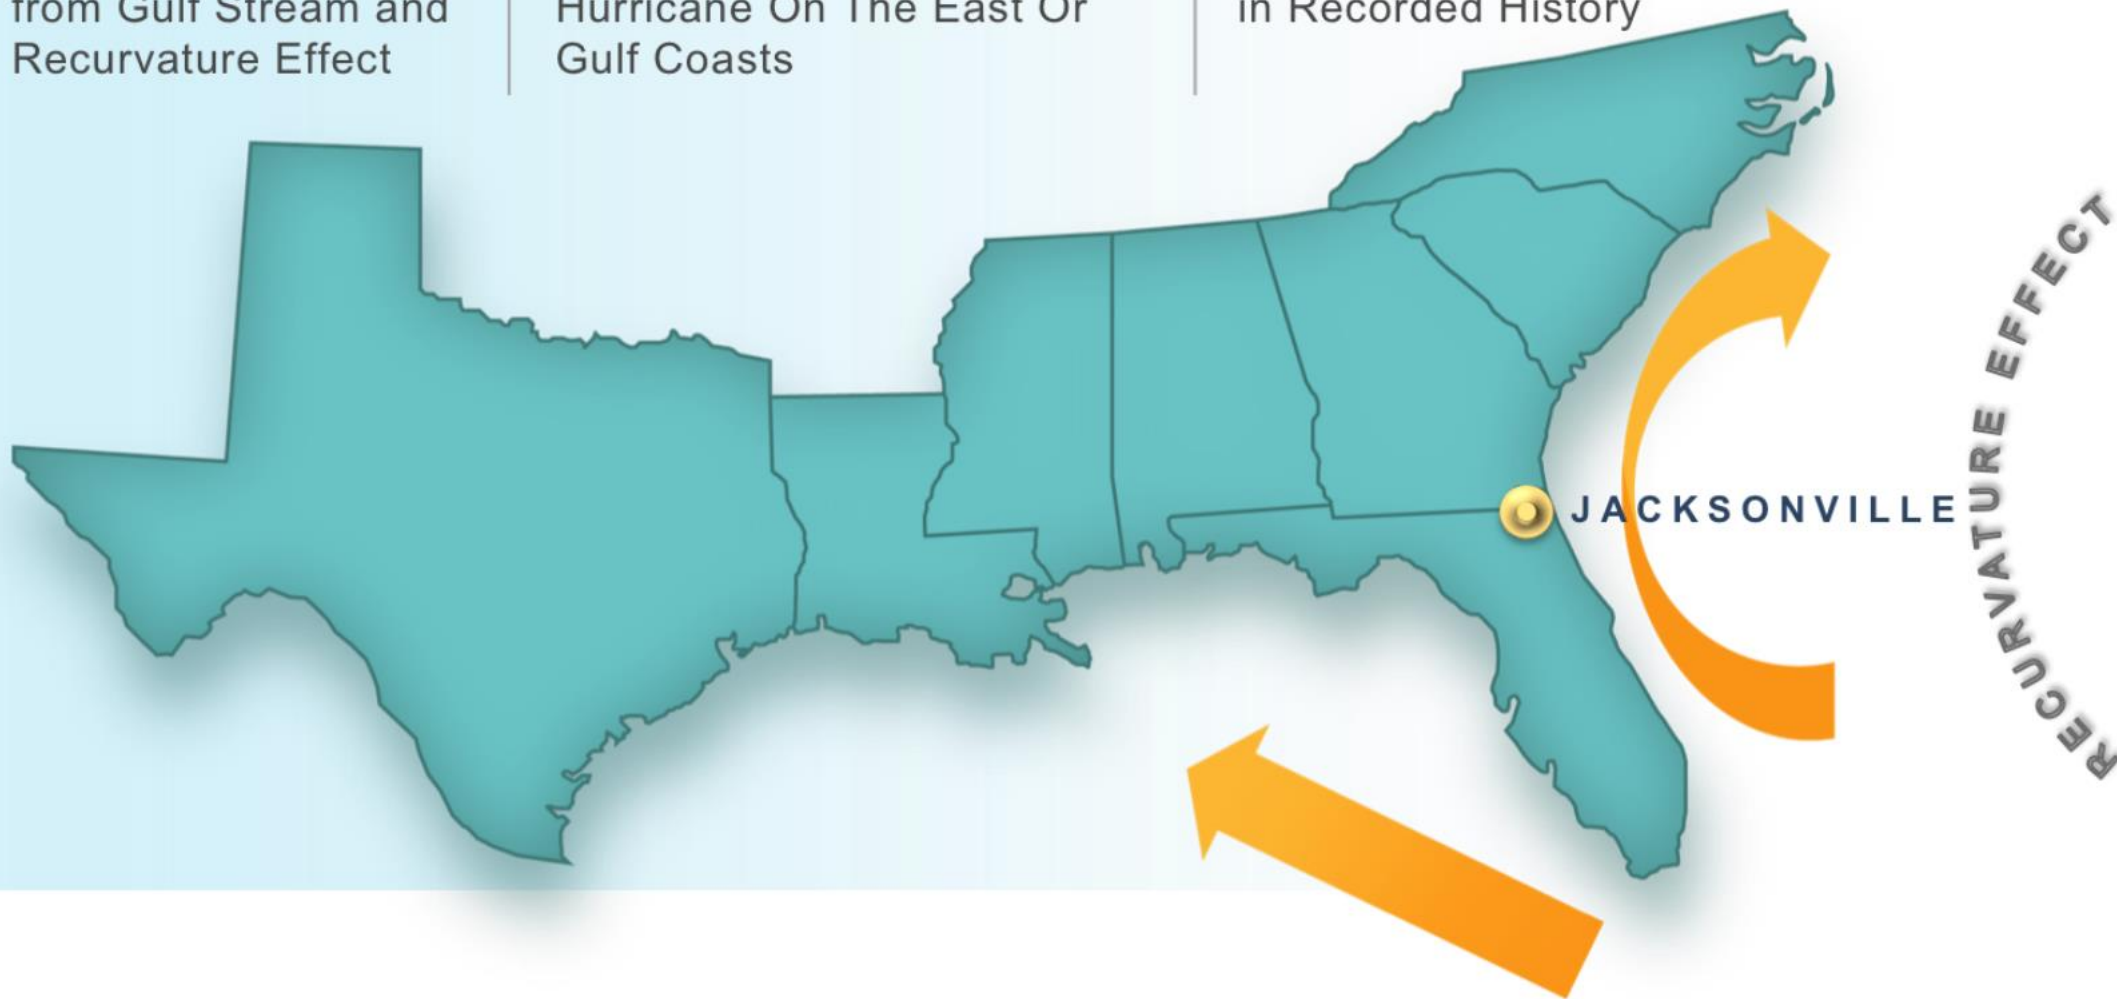 from Gulf Stream and
Recurvature Effect
Hurricane On The East Or
Gulf Coasts
in Recorded History
JACKSONVILLE
RECURVATURE EFFECT